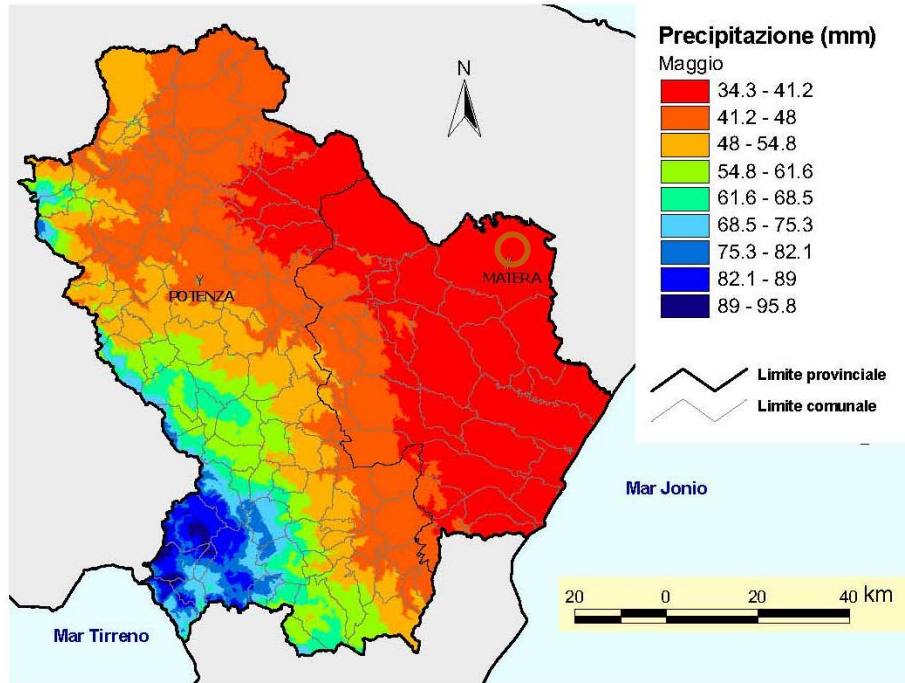 Precipitazione (mm)
Maggio
34.3 - 41.2
41.2 - 48
48 - 54.8
54.8 - 61.6
61.6 - 68.5
68.5 - 75.3
75.3 - 82.1
82.1 - 89
89 - 95.8
Limite provinciale
Limite comunale
N
MATERA
Y
POTENZA
Mar Jonio
Mar Tirreno
20 0 20 40 km